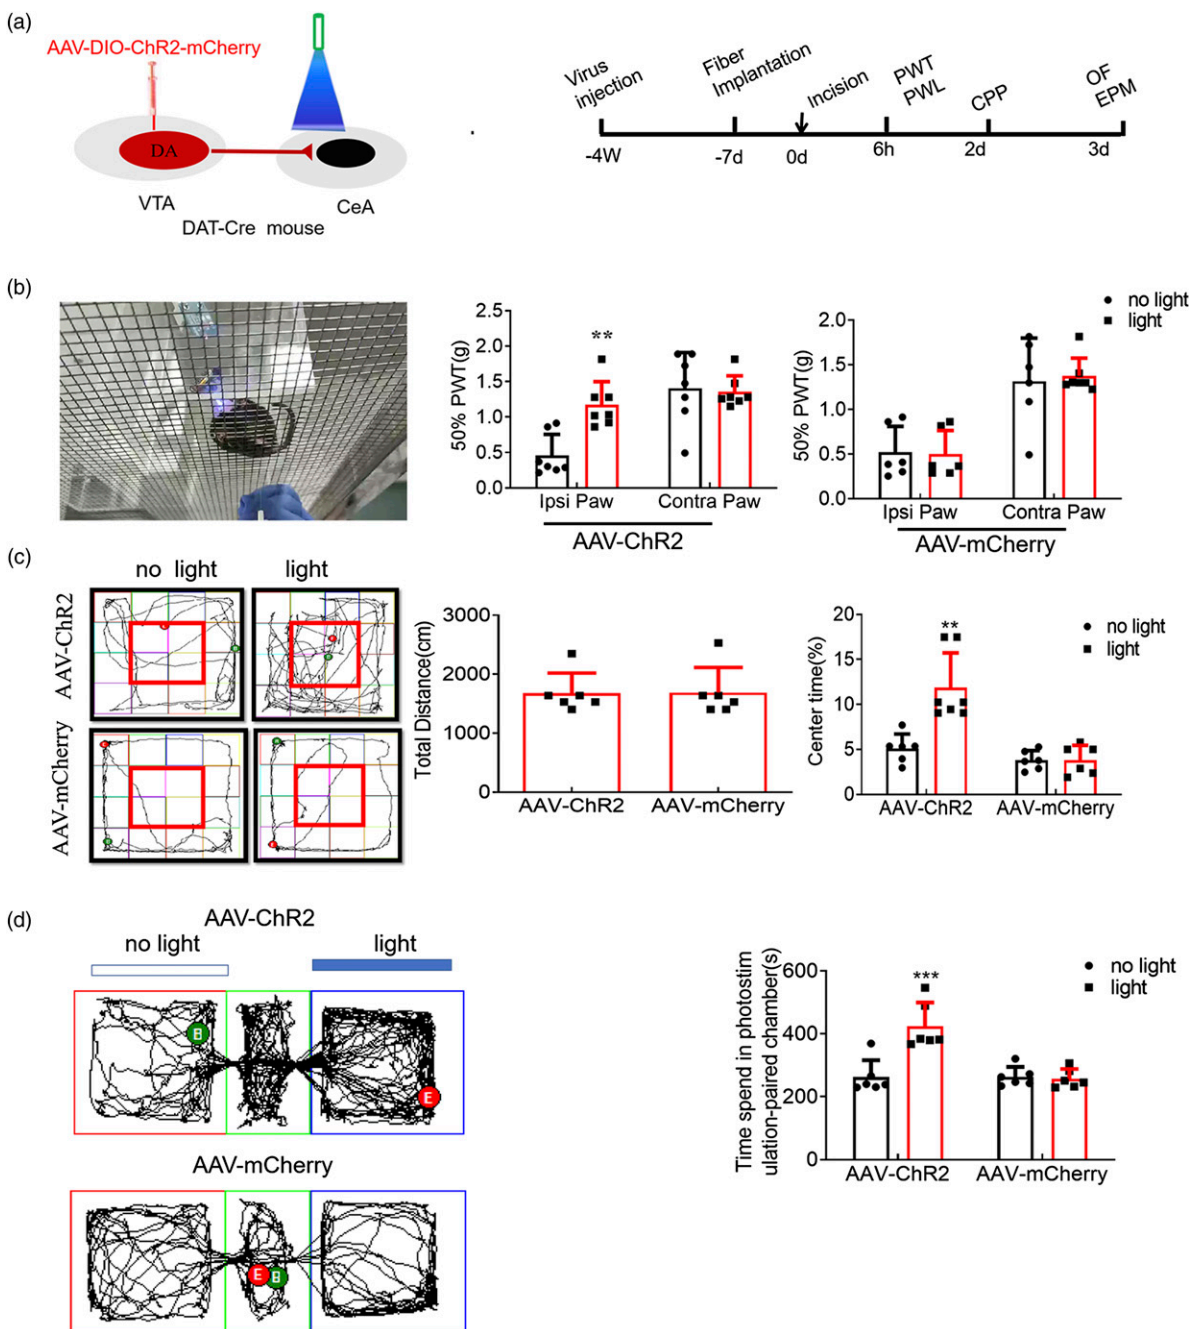 (a)
AAV-DIO-ChR2-mCherry
DA
VTA
CeA
DAT-Cre mouse
Virus
injection
Fiber
Implantation
Incision
PWT
PWL
CPP
OF
EPM
-4W
-7d
0d
6h
2d
3d
(b)
50% PWT(g)
2.5
2.0
1.5
1.0
0.5
0.0
**
Ipsi Paw
Contra Paw
AAV-ChR2
50% PWT(g)
2.0
1.5
1.0
0.5
0.0
Ipsi Paw
Contra Paw
AAV-mCherry
no light
light
(c)
no light
light
AAV-ChR2
AAV-mCherry
Total Distance(cm)
3000
2000
1000
0
AAV-ChR2
AAV-mCherry
Center time(%)
20
15
10
5
0
**
AAV-ChR2
AAV-mCherry
no light
light
(d)
AAV-ChR2
no light
light
E
AAV-mCherry
E
Time spend in photostim
ulation-paired chamber(s)
600
400
200
0
***
AAV-ChR2
AAV-mCherry
no light
light